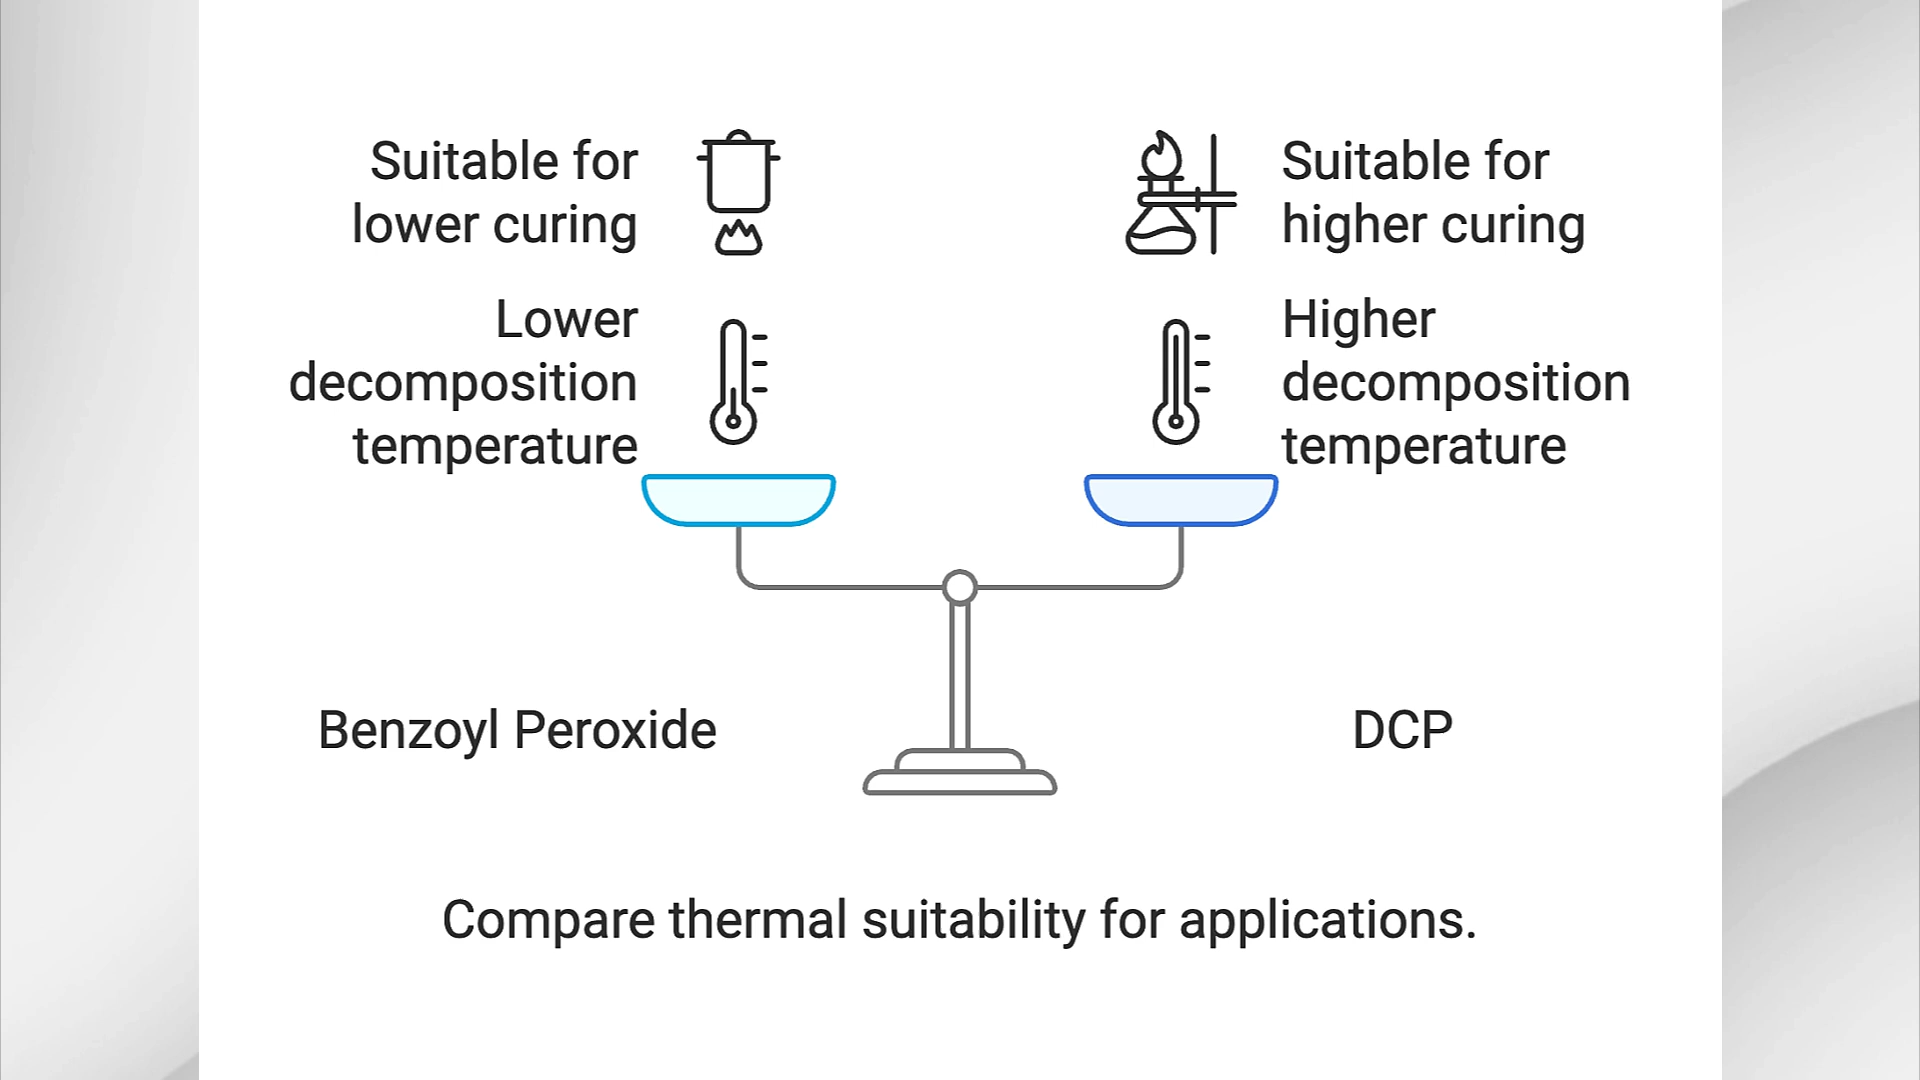 Suitable for
lower curing
Lower
decomposition
temperature
Suitable for
higher curing
Higher
decomposition
temperature
Benzoyl Peroxide
DCP
Compare thermal suitability for applications.